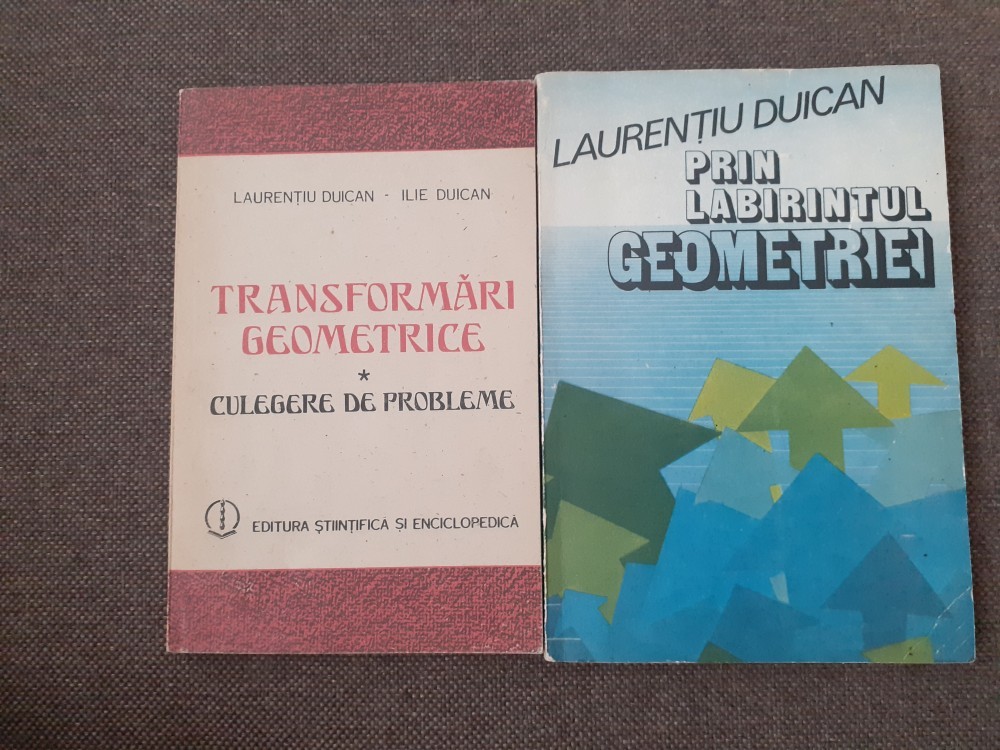 LAURENȚIU DUICAN - ILIE DUICAN
TRANSFORMĂRI
GEOMETRICE
*
CULEGERE DE PROBLEME
EDITURA ȘTIINȚIFICĂ ȘI ENCICLOPEDICĂ
LAURENȚIU DUICAN
PRIN
LABIRINTUL
GEOMETRIEI